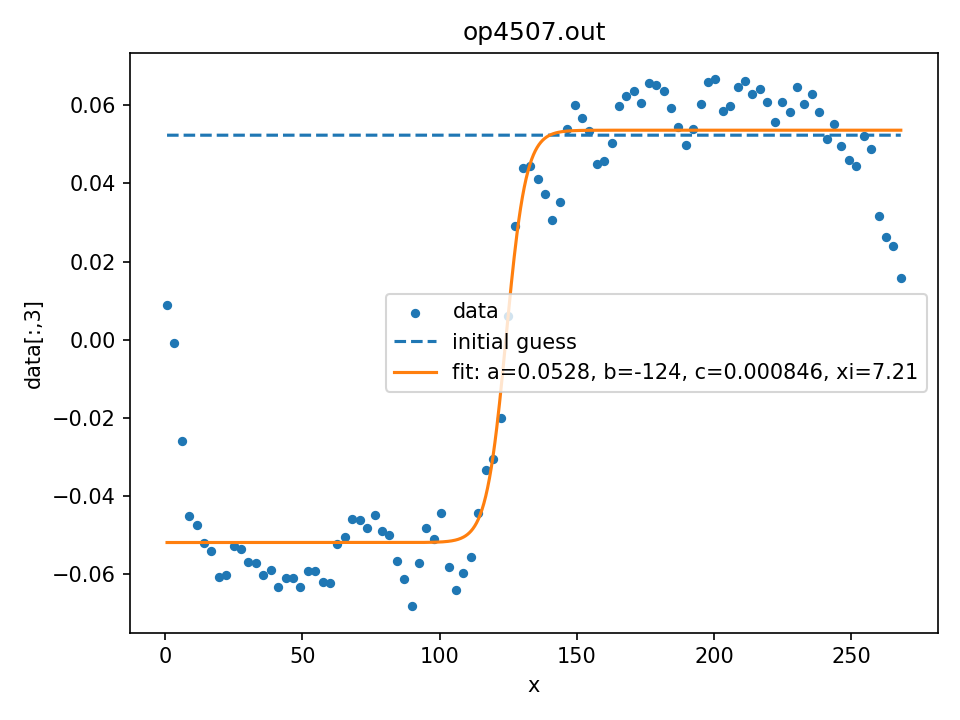 op4507.out
0.06
0.04
0.02
0.00
−0.02
−0.04
−0.06
data[:,3]
data
initial guess
fit: a=0.0528, b=-124, c=0.000846, xi=7.21
0 50 100 150 200 250
x